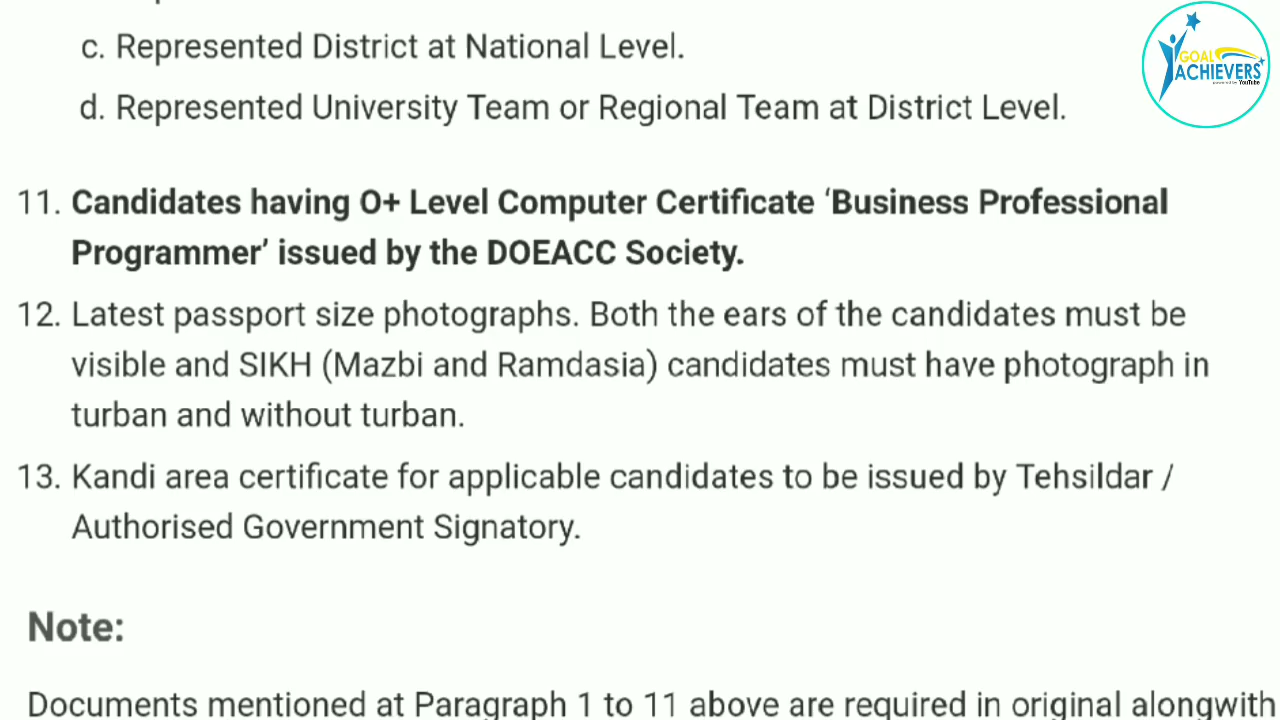 c. Represented District at National Level.
d. Represented University Team or Regional Team at District Level.
GOAL
ACHIEVERS
powered by YouTube
11. Candidates having O+ Level Computer Certificate ‘Business Professional
Programmer’ issued by the DOEACC Society.
12. Latest passport size photographs. Both the ears of the candidates must be
visible and SIKH (Mazbi and Ramdasia) candidates must have photograph in
turban and without turban.
13. Kandi area certificate for applicable candidates to be issued by Tehsildar /
Authorised Government Signatory.
Note:
Documents mentioned at Paragraph 1 to 11 above are required in original alongwith